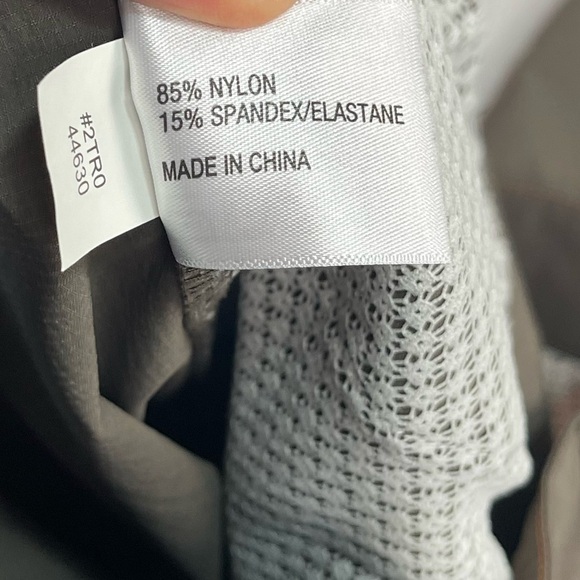 85% NYLON
15% SPANDEX/ELASTANE
MADE IN CHINA
#2TR0
44630